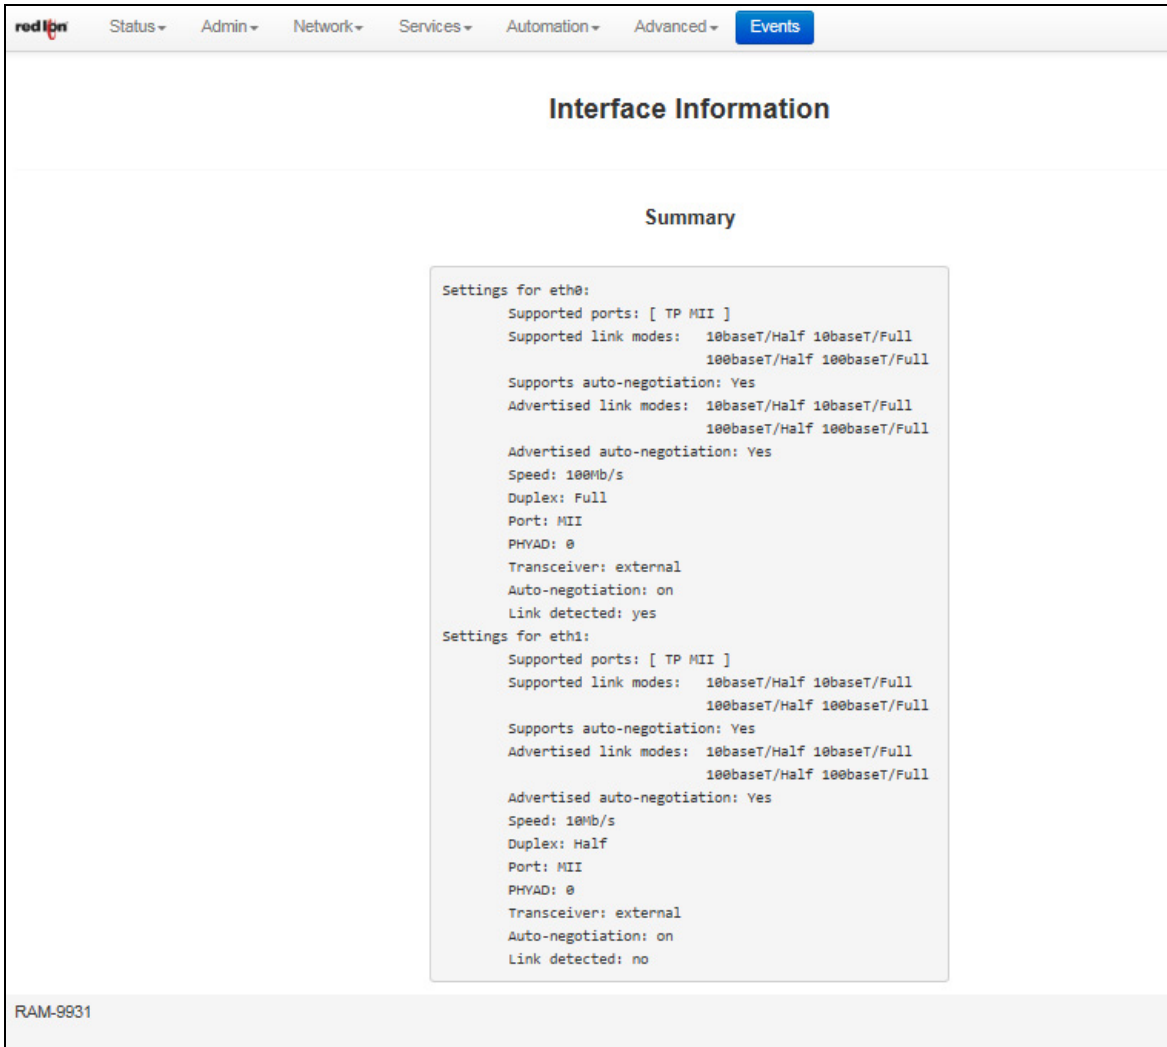 red lion Status Admin Network Services Automation Advanced Events
Interface Information
Summary
Settings for eth0:
Supported ports: [ TP MII ]
Supported link modes: 10baseT/Half 10baseT/Full
100baseT/Half 100baseT/Full
Supports auto-negotiation: Yes
Advertised link modes: 10baseT/Half 10baseT/Full
100baseT/Half 100baseT/Full
Advertised auto-negotiation: Yes
Speed: 100Mb/s
Duplex: Full
Port: MII
PHYAD: 0
Transceiver: external
Auto-negotiation: on
Link detected: yes
Settings for eth1:
Supported ports: [ TP MII ]
Supported link modes: 10baseT/Half 10baseT/Full
100baseT/Half 100baseT/Full
Supports auto-negotiation: Yes
Advertised link modes: 10baseT/Half 10baseT/Full
100baseT/Half 100baseT/Full
Advertised auto-negotiation: Yes
Speed: 10Mb/s
Duplex: Half
Port: MII
PHYAD: 0
Transceiver: external
Auto-negotiation: on
Link detected: no
RAM-9931